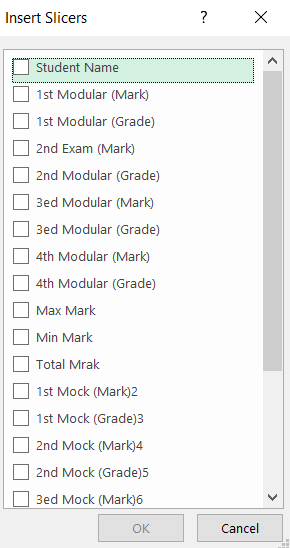 Insert Slicers ?
Student Name
1st Modular (Mark)
1st Modular (Grade)
2nd Exam (Mark)
2nd Modular (Grade)
3ed Modular (Mark)
3ed Modular (Grade)
4th Modular (Mark)
4th Modular (Grade)
Max Mark
Min Mark
Total Mrak
1st Mock (Mark)2
1st Mock (Grade)3
2nd Mock (Mark)4
2nd Mock (Grade)5
3ed Mock (Mark)6
OK Cancel